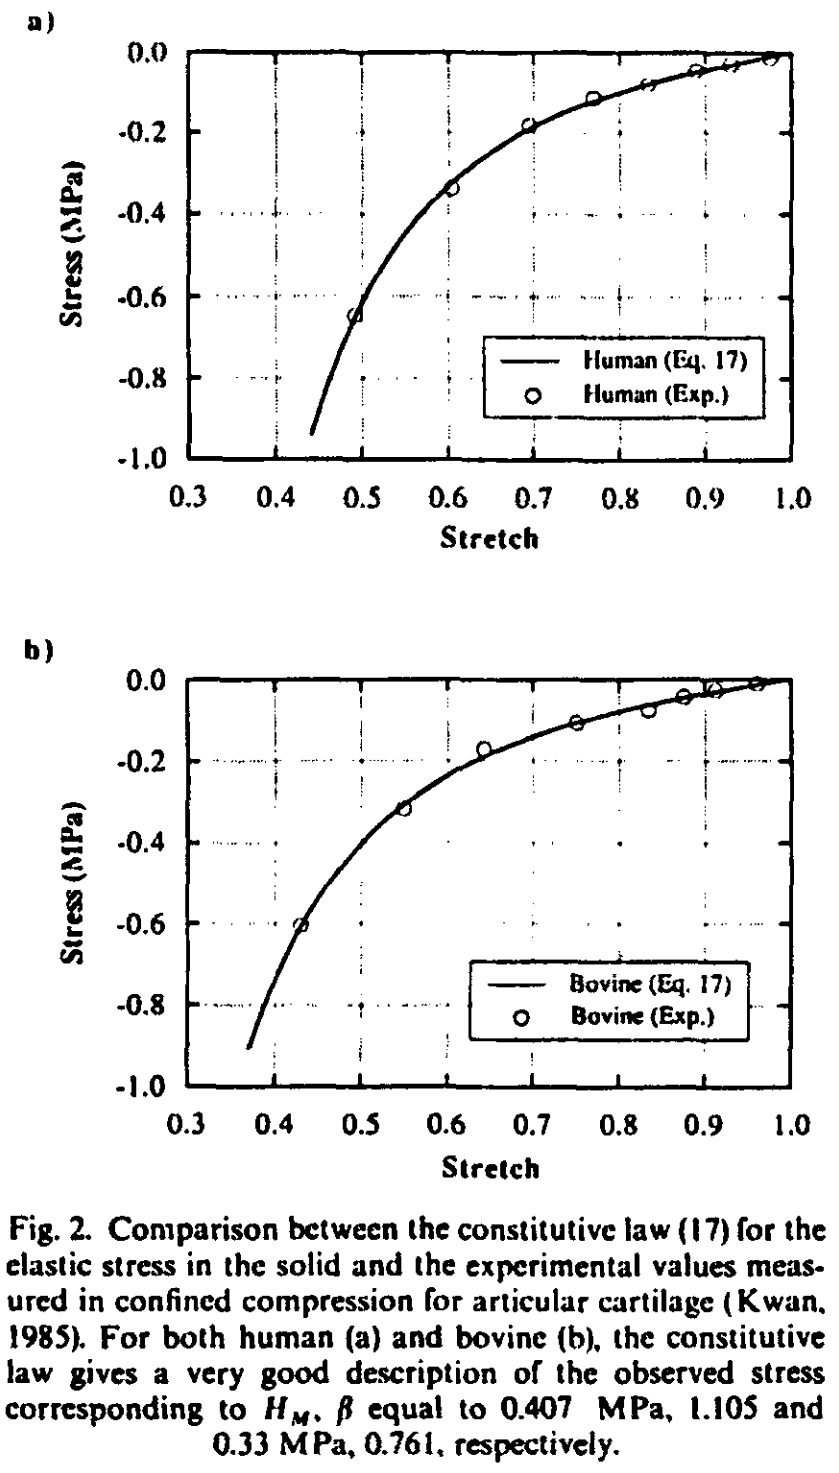 a)
0.0
-0.2
-0.4
-0.6
-0.8
-1.0
Stress (MPa)
Human (Eq. 17)
Human (Exp.)
0.3 0.4 0.5 0.6 0.7 0.8 0.9 1.0
Stretch
b)
0.0
-0.2
-0.4
-0.6
-0.8
-1.0
Stress (MPa)
Bovine (Eq. 17)
Bovine (Exp.)
0.3 0.4 0.5 0.6 0.7 0.8 0.9 1.0
Stretch
Fig. 2. Comparison between the constitutive law (17) for the
elastic stress in the solid and the experimental values meas-
ured in confined compression for articular cartilage (Kwan,
1985). For both human (a) and bovine (b), the constitutive
law gives a very good description of the observed stress
corresponding to H_M, β equal to 0.407 MPa, 1.105 and
0.33 MPa, 0.761, respectively.